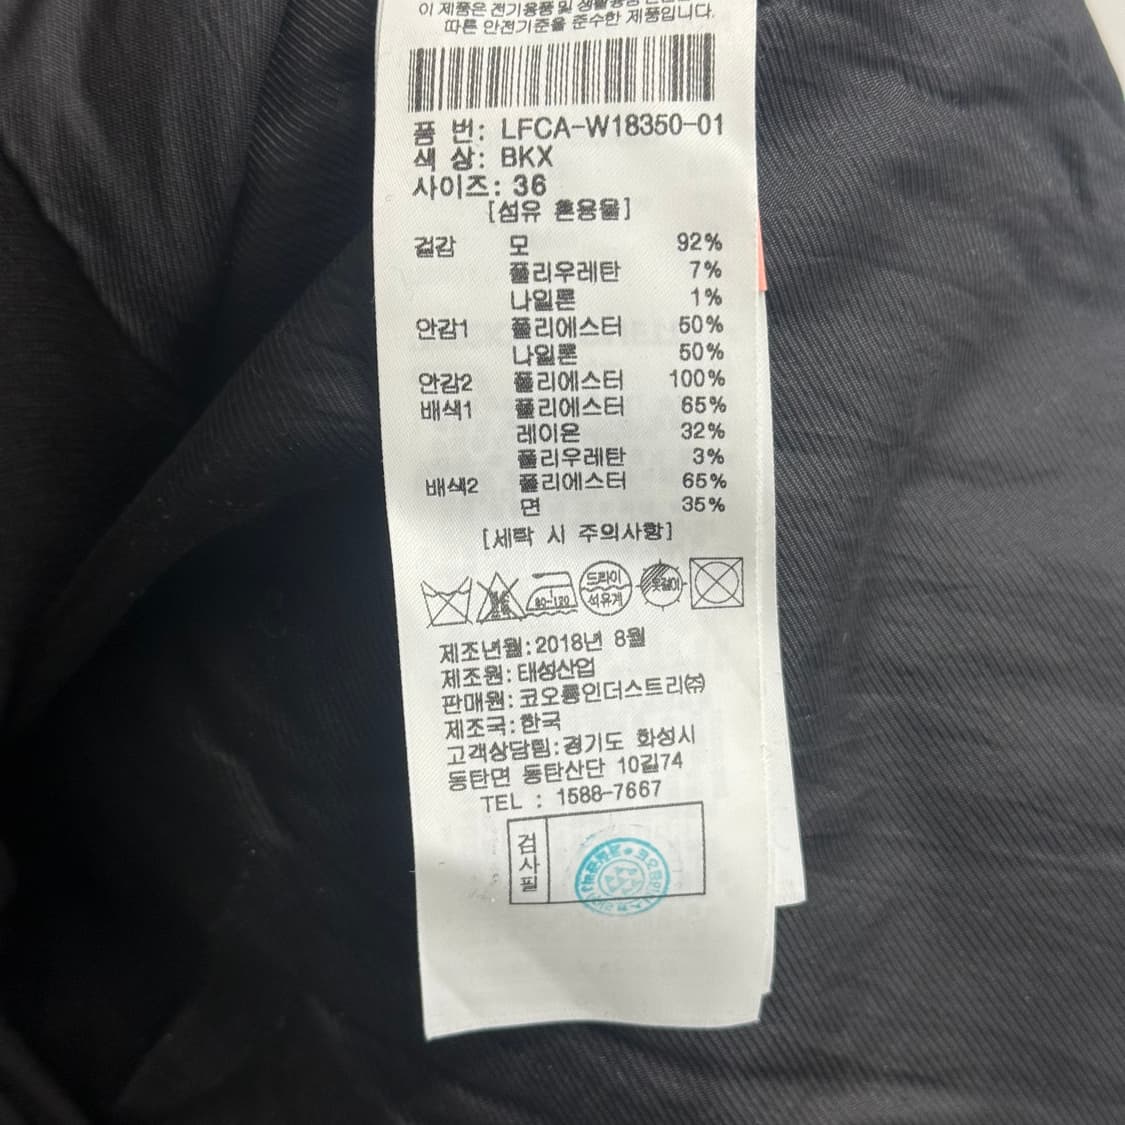 이 제품은 전기용품 및 생활용품
따른 안전기준을 준수한 제품입니다.
품 번: LFCA-W18350-01
색 상: BKX
사이즈: 36
[섬유 혼용율]
겉감 모 92%
폴리우레탄 7%
나일론 1%
안감1 폴리에스터 50%
나일론 50%
안감2 폴리에스터 100%
배색1 폴리에스터 65%
레이온 32%
폴리우레탄 3%
배색2 폴리에스터 65%
면 35%
[세탁 시 주의사항]
80~120 드라이 석유계 옷걸이
제조년월:2018년 8월
제조원:태성산업
판매원:코오롱인더스트리㈜
제조국:한국
고객상담팀:경기도 화성시
동탄면 동탄산단 10길74
TEL : 1588-7667
검사필